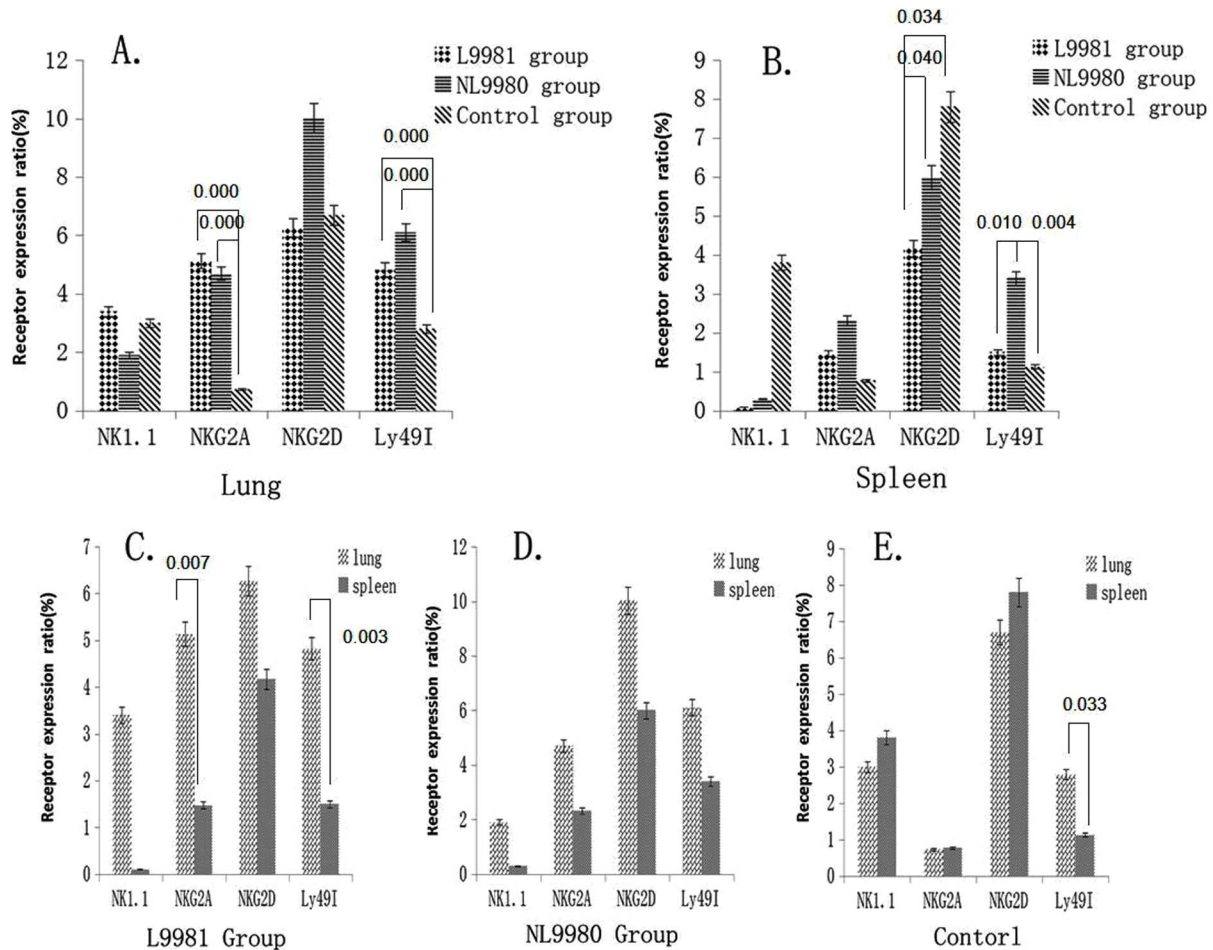 A.
L9981 group
NL9980 group
Control group
Receptor expression ratio(%)
12
10
8
6
4
2
0
0.000
0.000
0.000
0.000
NK1.1 NKG2A NKG2D Ly49I
Lung
B.
L9981 group
NL9980 group
Control group
Receptor expression ratio(%)
9
8
7
6
5
4
3
2
1
0
0.034
0.040
0.010
0.004
NK1.1 NKG2A NKG2D Ly49I
Spleen
C.
lung
spleen
Receptor expression ratio(%)
7
6
5
4
3
2
1
0
0.007
0.003
NK1.1 NKG2A NKG2D Ly49I
L9981 Group
D.
lung
spleen
Receptor expression ratio(%)
12
10
8
6
4
2
0
NK1.1 NKG2A NKG2D Ly49I
NL9980 Group
E.
lung
spleen
Receptor expression ratio(%)
9
8
7
6
5
4
3
2
1
0
0.033
NK1.1 NKG2A NKG2D Ly49I
Contorl